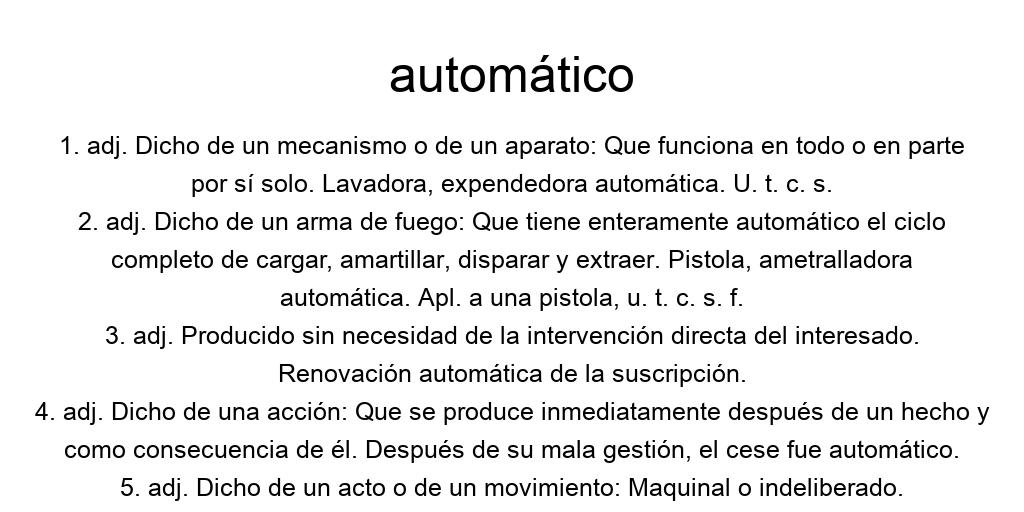 automático
1. adj. Dicho de un mecanismo o de un aparato: Que funciona en todo o en parte
por sí solo. Lavadora, expendedora automática. U. t. c. s.
2. adj. Dicho de un arma de fuego: Que tiene enteramente automático el ciclo
completo de cargar, amartillar, disparar y extraer. Pistola, ametralladora
automática. Apl. a una pistola, u. t. c. s. f.
3. adj. Producido sin necesidad de la intervención directa del interesado.
Renovación automática de la suscripción.
4. adj. Dicho de una acción: Que se produce inmediatamente después de un hecho y
como consecuencia de él. Después de su mala gestión, el cese fue automático.
5. adj. Dicho de un acto o de un movimiento: Maquinal o indeliberado.